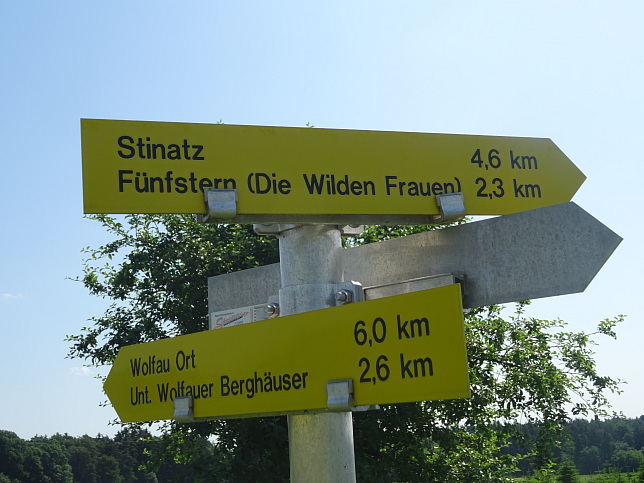 Stinatz 4,6 km
Fünfstern (Die Wilden Frauen) 2,3 km
Wolfau Ort 6,0 km
Unt. Wolfauer Berghäuser 2,6 km